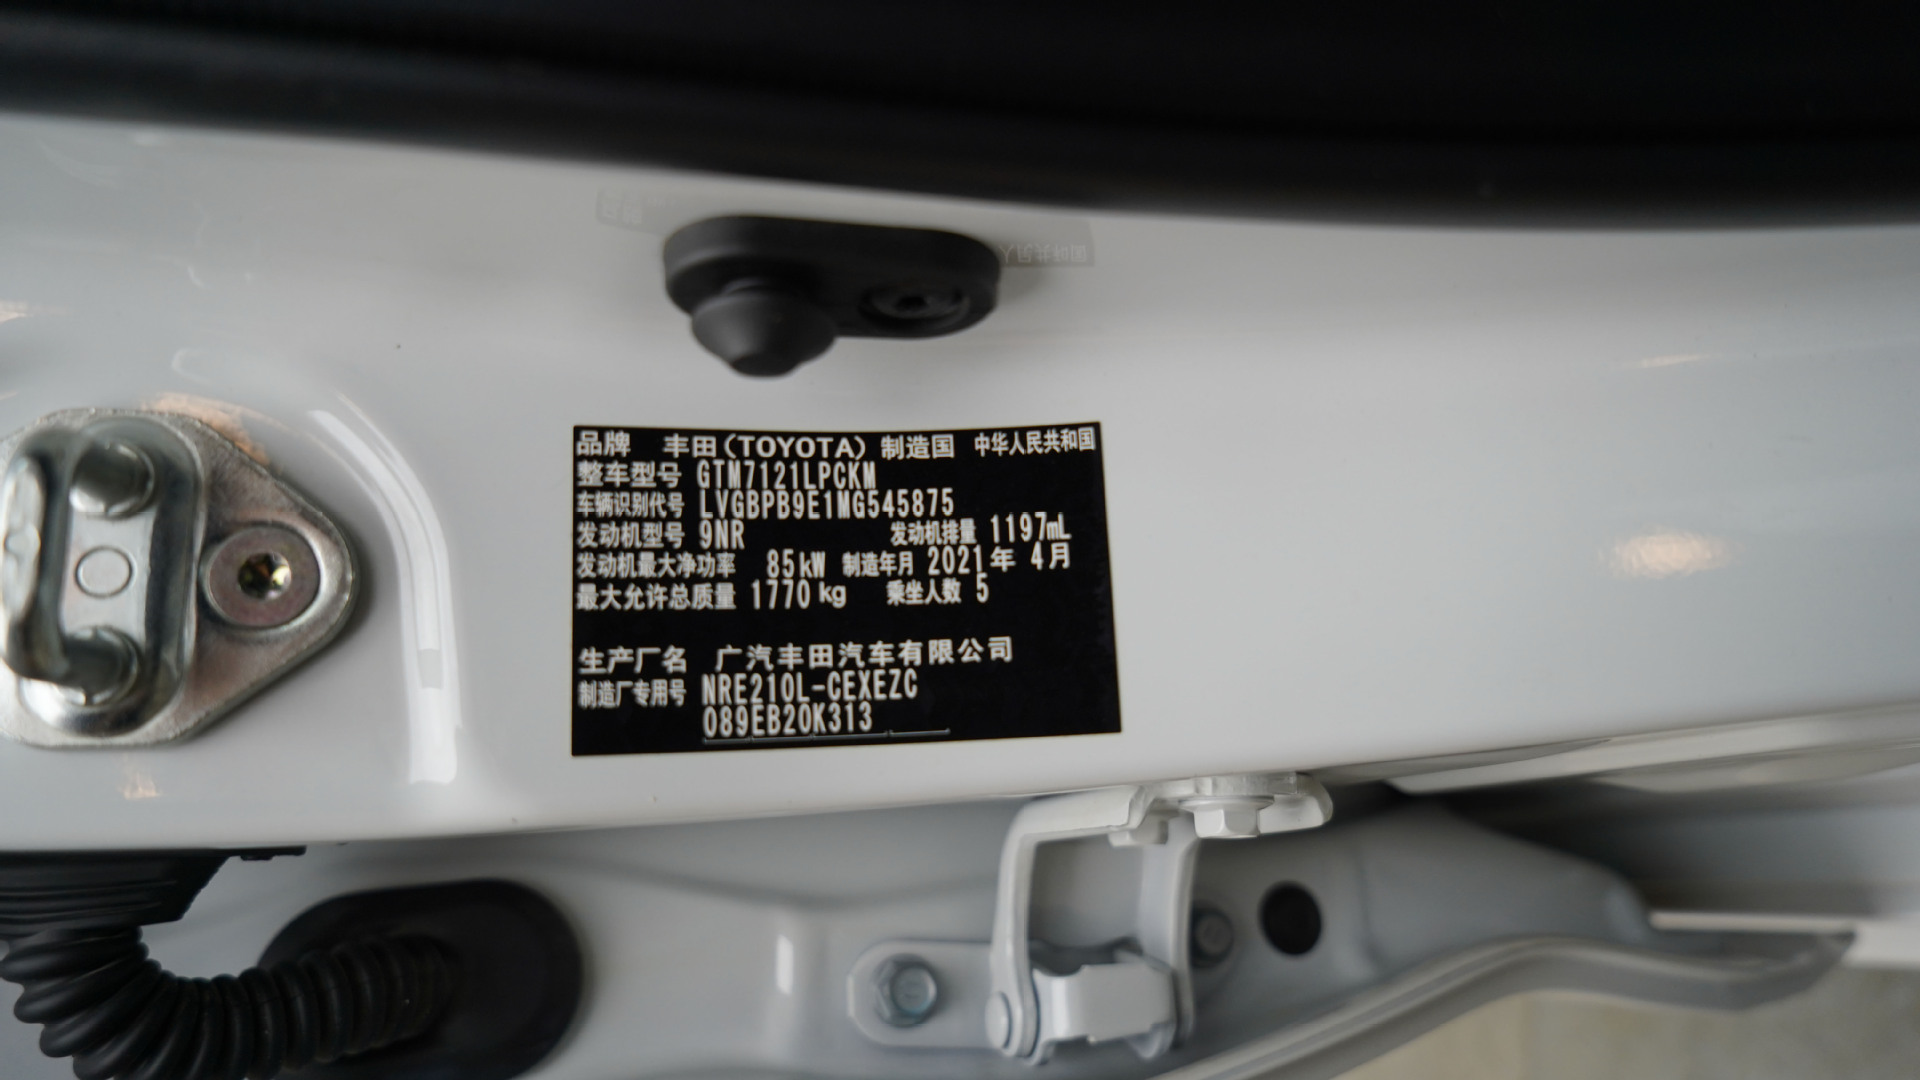 品牌 丰田(TOYOTA) 制造国 中华人民共和国
整车型号 GTM7121LPCKM
车辆识别代号 LVGBPB9E1MG545875
发动机型号 9NR 发动机排量 1197mL
发动机最大净功率 85kW 制造年月 2021年 4月
最大允许总质量 1770kg 乘坐人数 5
生产厂名 广汽丰田汽车有限公司
制造厂专用号 NRE210L-CEXEZC
089EB20K313